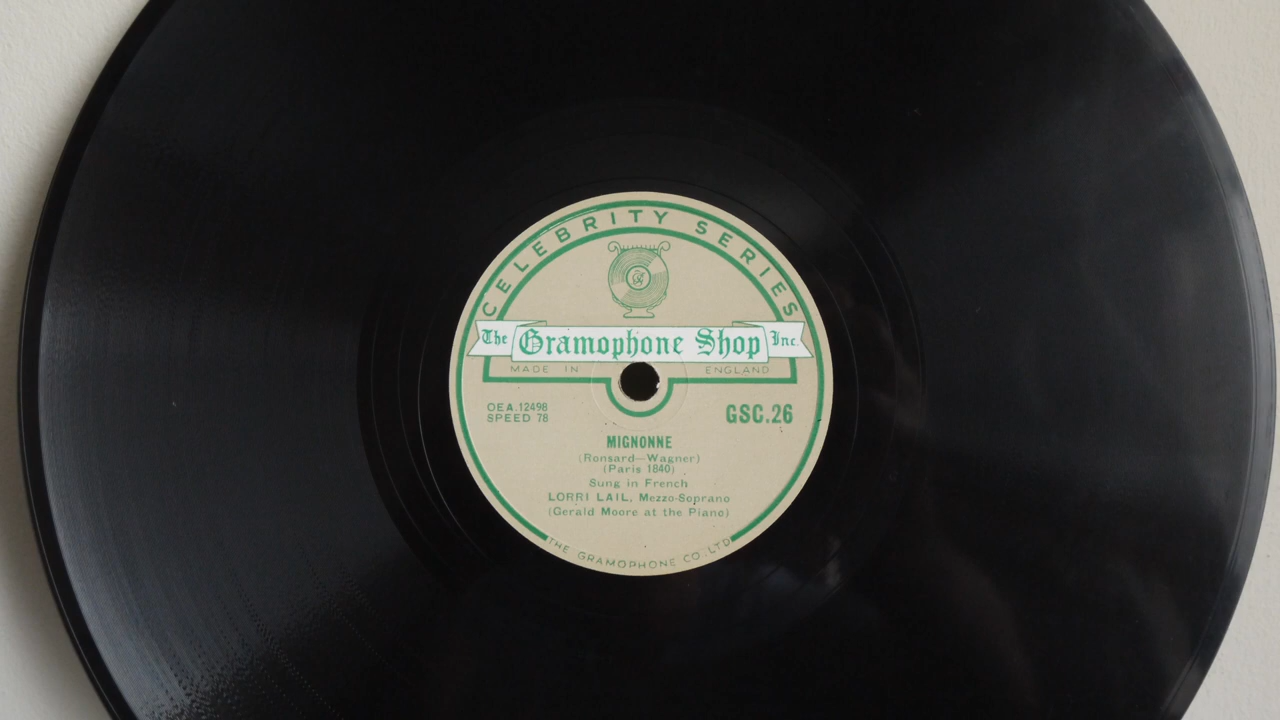 CELEBRITY SERIES
The Gramophone Shop Inc.
MADE IN ENGLAND
OEA.12498
SPEED 78
GSC.26
MIGNONNE
(Ronsard—Wagner)
(Paris 1840)
Sung in French
LORRI LAIL, Mezzo-Soprano
(Gerald Moore at the Piano)
THE GRAMOPHONE CO. LTD